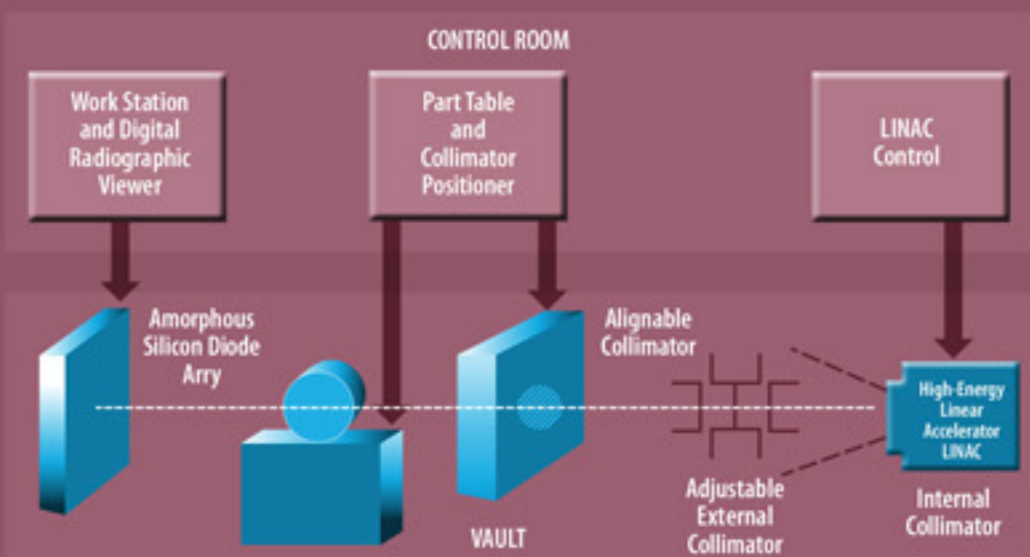 CONTROL ROOM
Work Station
and Digital
Radiographic
Viewer
Part Table
and
Collimator
Positioner
LINAC
Control
Amorphous
Silicon Diode
Arry
Alignable
Collimator
High-Energy
Linear
Accelerator
LINAC
Adjustable
External
Collimator
Internal
Collimator
VAULT